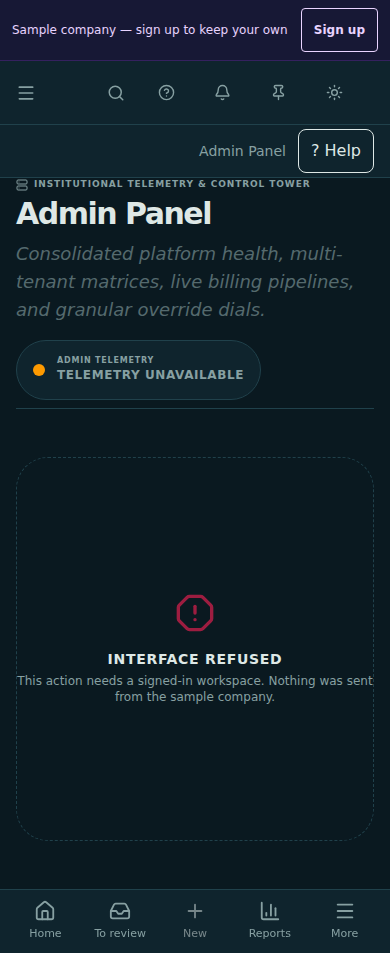 Sample company — sign up to keep your own
Sign up
Admin Panel
? Help
INSTITUTIONAL TELEMETRY & CONTROL TOWER
Admin Panel
Consolidated platform health, multi-
tenant matrices, live billing pipelines,
and granular override dials.
ADMIN TELEMETRY
TELEMETRY UNAVAILABLE
INTERFACE REFUSED
This action needs a signed-in workspace. Nothing was sent
from the sample company.
Home
To review
New
Reports
More